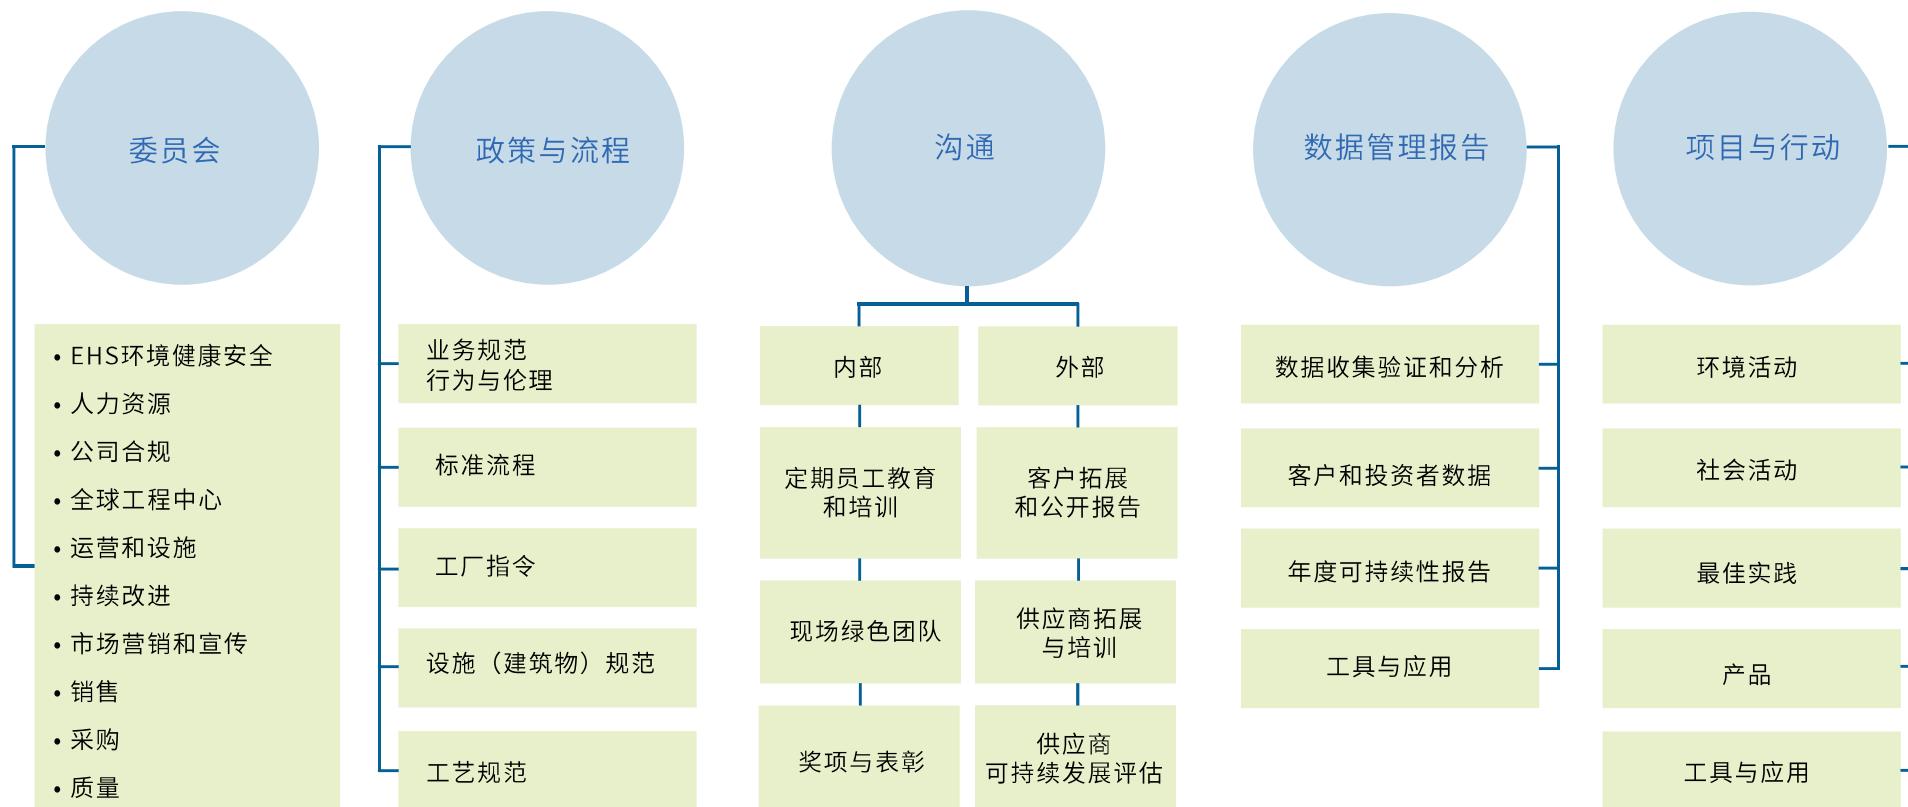 委员会
• EHS环境健康安全
• 人力资源
• 公司合规
• 全球工程中心
• 运营和设施
• 持续改进
• 市场营销和宣传
• 销售
• 采购
• 质量
政策与流程
业务规范
行为与伦理
标准流程
工厂指令
设施（建筑物）规范
工艺规范
沟通
内部
定期员工教育
和培训
现场绿色团队
奖项与表彰
外部
客户拓展
和公开报告
供应商拓展
与培训
供应商
可持续发展评估
数据管理报告
数据收集验证和分析
客户和投资者数据
年度可持续性报告
工具与应用
项目与行动
环境活动
社会活动
最佳实践
产品
工具与应用